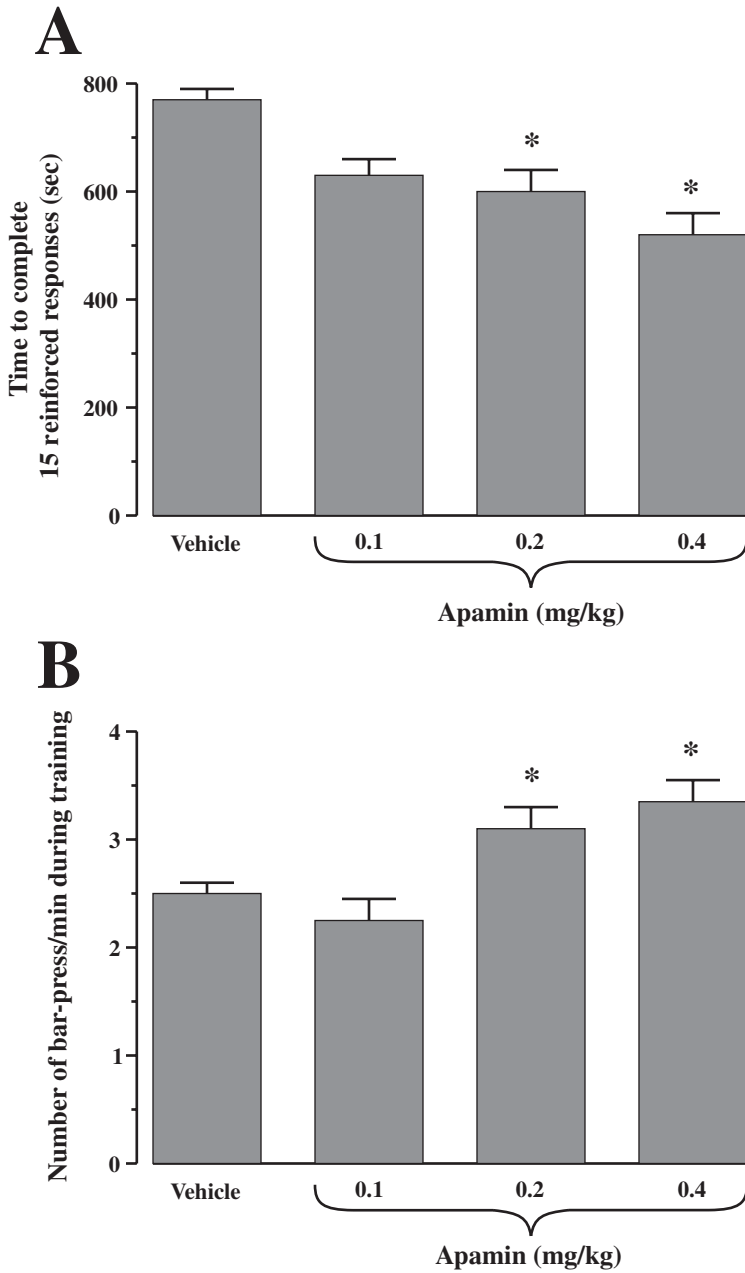 A
Time to complete
15 reinforced responses (sec)
800
600
400
200
0
*
*
Vehicle 0.1 0.2 0.4
Apamin (mg/kg)
B
Number of bar-press/min during training
4
3
2
1
0
*
*
Vehicle 0.1 0.2 0.4
Apamin (mg/kg)